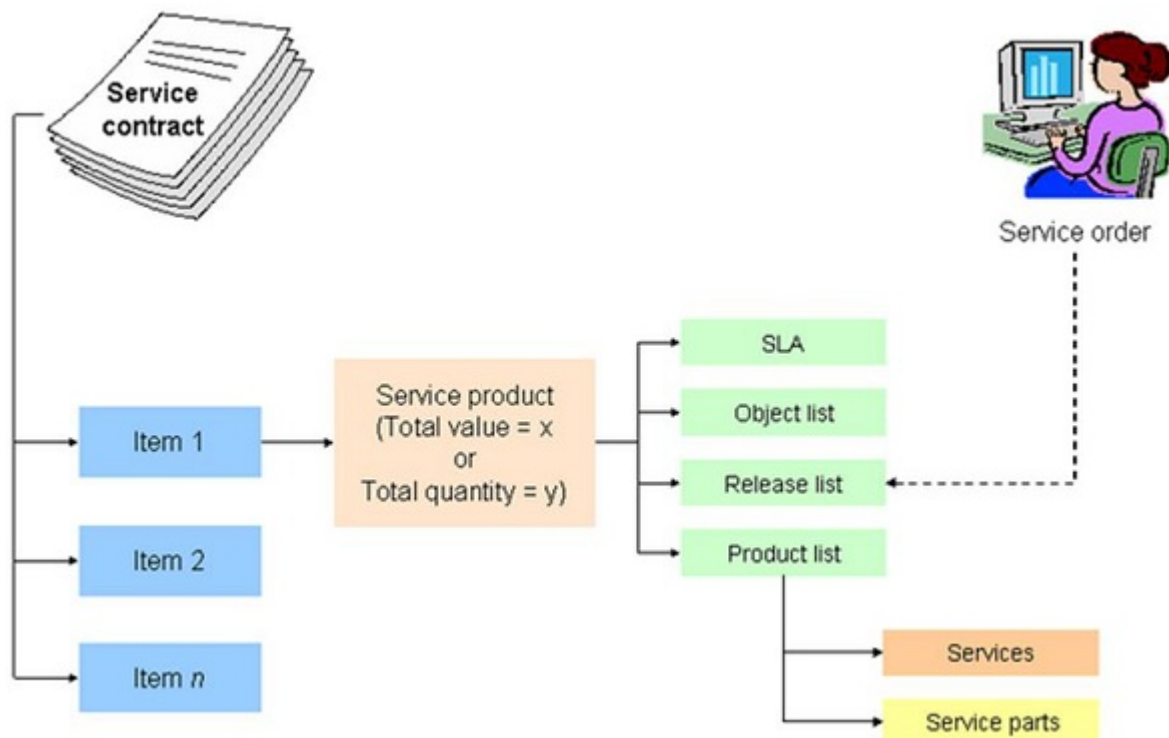 Service
contract
Service order
SLA
Service product
(Total value = x
or
Total quantity = y)
Object list
Item 1
Release list
Item 2
Product list
Item n
Services
Service parts